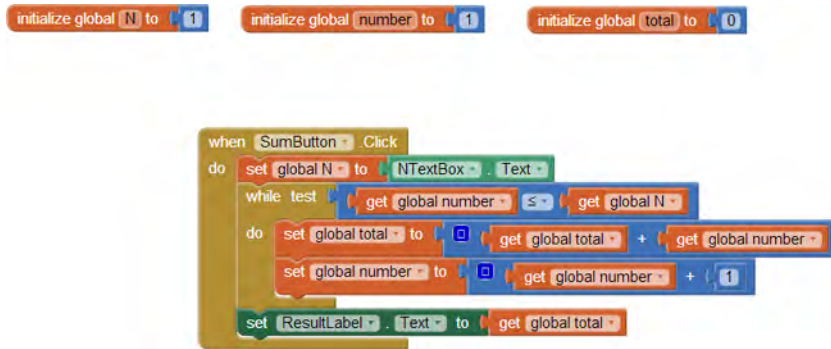 initialize global N to 1 initialize global number to 1 initialize global total to 0
when SumButton .Click
do set global N to NTextBox . Text
while test get global number ≤ get global N
do set global total to get global total + get global number
set global number to get global number + 1
set ResultLabel . Text to get global total